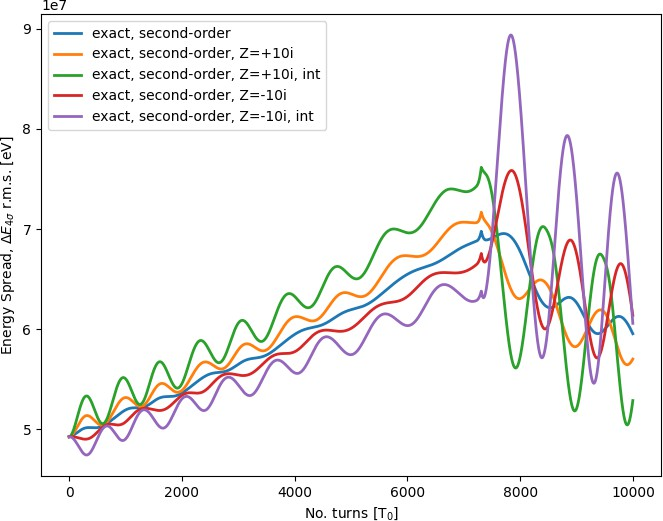 1e7
9
8
7
6
5
Energy Spread, ΔE₄σ r.m.s. [eV]
exact, second-order
exact, second-order, Z=+10i
exact, second-order, Z=+10i, int
exact, second-order, Z=-10i
exact, second-order, Z=-10i, int
0 2000 4000 6000 8000 10000
No. turns [T₀]